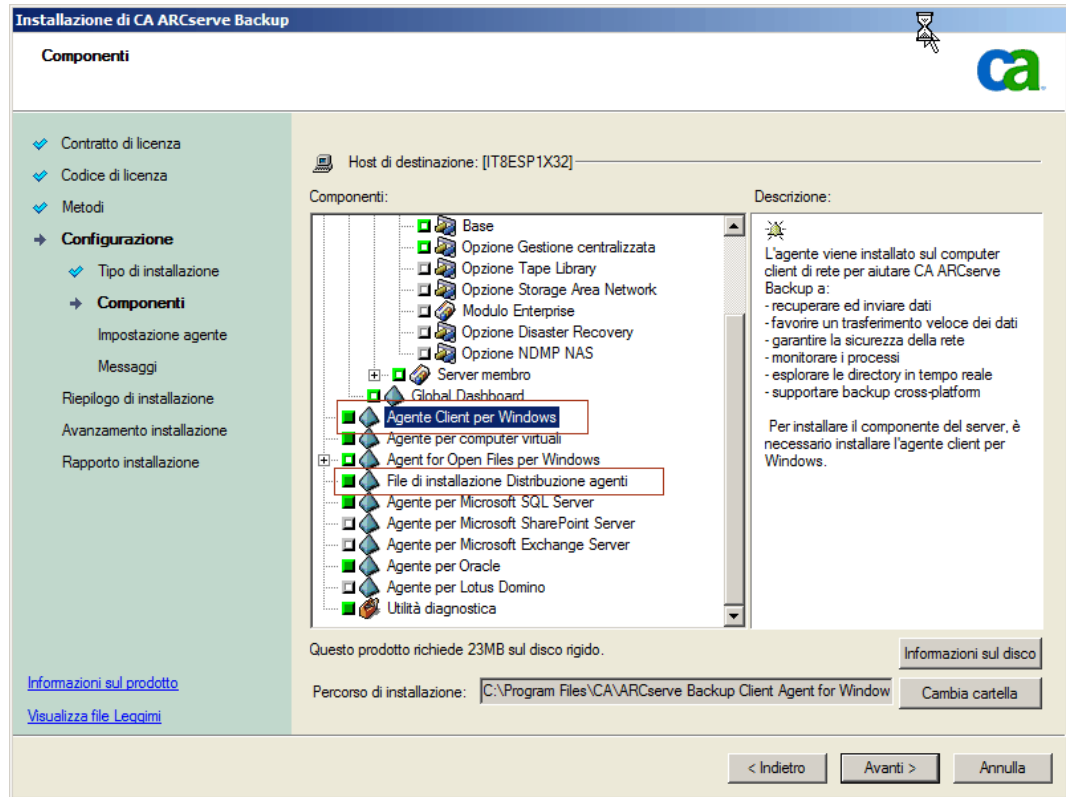 Installazione di CA ARCserve Backup
Componenti
ca
Contratto di licenza
Codice di licenza
Metodi
Configurazione
Tipo di installazione
Componenti
Impostazione agente
Messaggi
Riepilogo di installazione
Avanzamento installazione
Rapporto installazione
Informazioni sul prodotto
Visualizza file Leggimi
Host di destinazione: [IT8ESP1X32]
Componenti:
Base
Opzione Gestione centralizzata
Opzione Tape Library
Opzione Storage Area Network
Modulo Enterprise
Opzione Disaster Recovery
Opzione NDMP NAS
Server membro
Global Dashboard
Agente Client per Windows
Agente per computer virtuali
Agent for Open Files per Windows
File di installazione Distribuzione agenti
Agente per Microsoft SQL Server
Agente per Microsoft SharePoint Server
Agente per Microsoft Exchange Server
Agente per Oracle
Agente per Lotus Domino
Utilità diagnostica
Descrizione:
L'agente viene installato sul computer
client di rete per aiutare CA ARCserve
Backup a:
- recuperare ed inviare dati
- favorire un trasferimento veloce dei dati
- garantire la sicurezza della rete
- monitorare i processi
- esplorare le directory in tempo reale
- supportare backup cross-platform
Per installare il componente del server, è
necessario installare l'agente client per
Windows.
Questo prodotto richiede 23MB sul disco rigido.
Informazioni sul disco
Percorso di installazione: C:\Program Files\CA\ARCserve Backup Client Agent for Window
Cambia cartella
< Indietro
Avanti >
Annulla